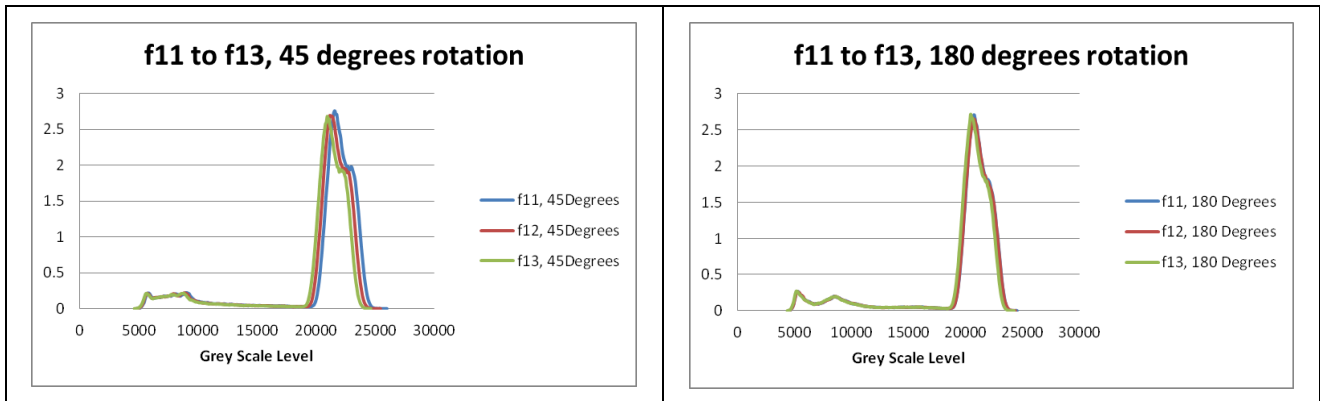 f11 to f13, 45 degrees rotation
3
2.5
2
1.5
1
0.5
0
0 5000 10000 15000 20000 25000 30000
Grey Scale Level
f11, 45Degrees
f12, 45Degrees
f13, 45Degrees
f11 to f13, 180 degrees rotation
3
2.5
2
1.5
1
0.5
0
0 5000 10000 15000 20000 25000 30000
Grey Scale Level
f11, 180 Degrees
f12, 180 Degrees
f13, 180 Degrees